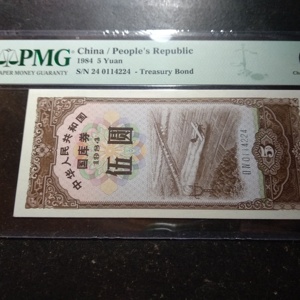 PMG
PAPER MONEY GUARANTY
China / People's Republic
1984 5 Yuan
S/N 24 0114224 - Treasury Bond
中华人民共和国
国库券
1984
伍圆
5
0114224